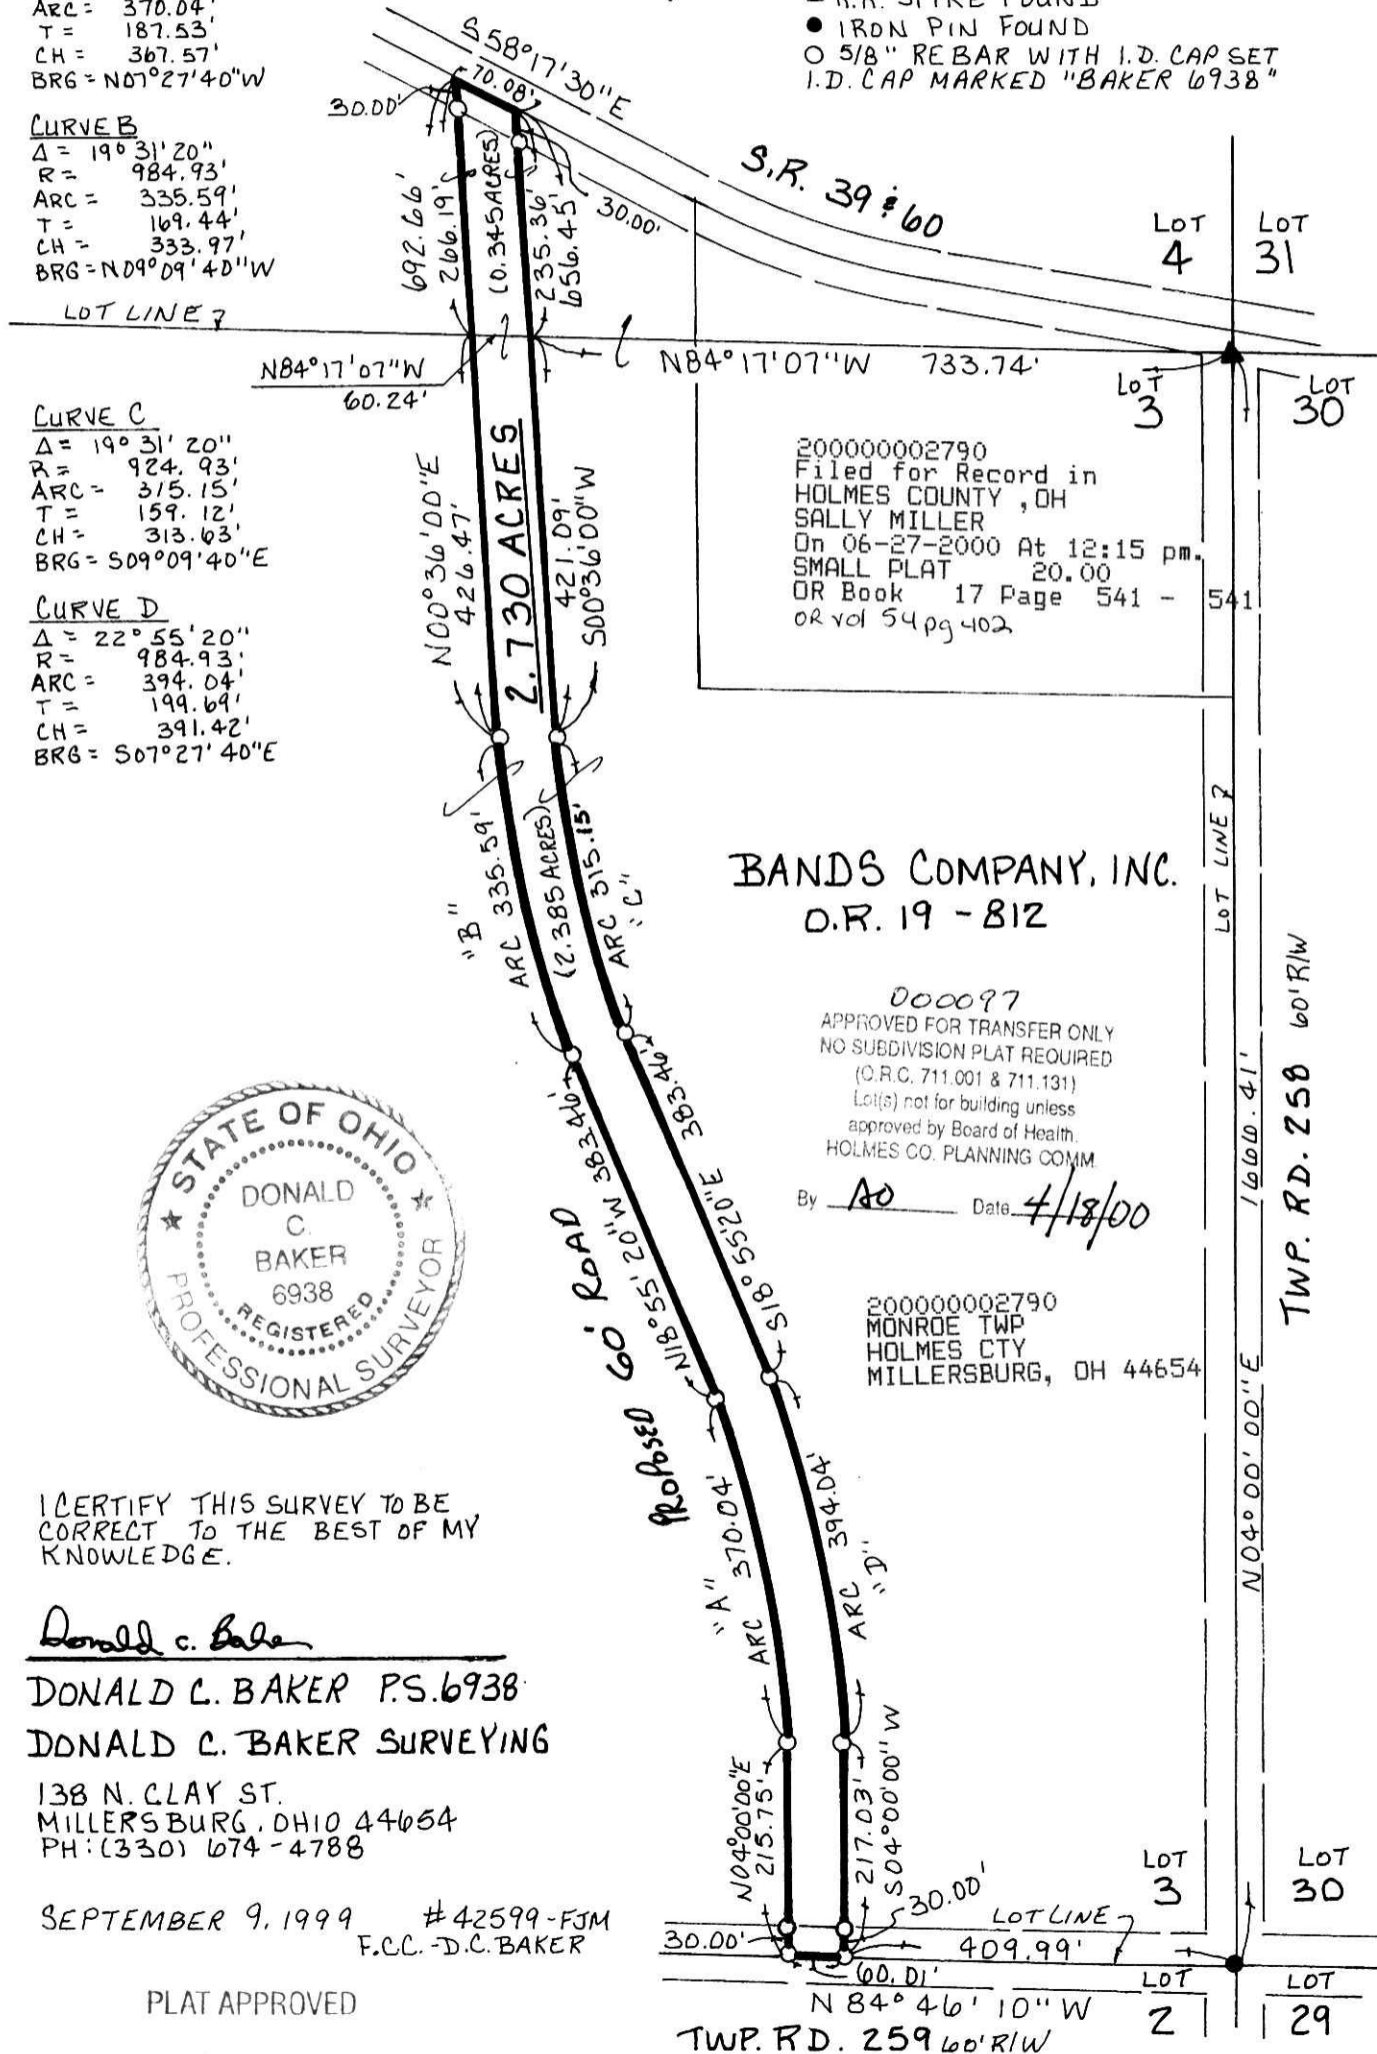 ARC = 370.04'
T = 187.53'
CH = 367.57'
BRG = N07°27'40"W
CURVE B
Δ = 19° 31' 20"
R = 984.93'
ARC = 335.59'
T = 169.44'
CH = 333.97'
BRG = N09°09'40"W
LOT LINE
CURVE C
Δ = 19° 31' 20"
R = 924.93'
ARC = 315.15'
T = 159.12'
CH = 313.63'
BRG = S09°09'40"E
CURVE D
Δ = 22° 55' 20"
R = 984.93'
ARC = 394.04'
T = 199.69'
CH = 391.42'
BRG = S07°27'40"E
R.R. SPIKE FOUND
● IRON PIN FOUND
○ 5/8" REBAR WITH I.D. CAP SET
I.D. CAP MARKED "BAKER 6938"
S58°17'30"E
70.08'
30.00'
30.00'
S.R. 39 & 60
692.66'
266.19'
(0.345 ACRES)
235.36'
656.45'
LOT
4
LOT
31
N84°17'07"W
60.24'
N84°17'07"W 733.74'
LOT
3
LOT
30
N00°36'00"E
426.47'
2.730 ACRES
421.09'
S00°36'00"W
200000002790
Filed for Record in
HOLMES COUNTY ,OH
SALLY MILLER
On 06-27-2000 At 12:15 pm.
SMALL PLAT 20.00
OR Book 17 Page 541 - 541
OR vol 54 pg 402
"B"
ARC 335.59'
(2.385 ACRES)
ARC 315.15'
"C"
LOT LINE
BANDS COMPANY, INC.
O.R. 19 - 812
000097
APPROVED FOR TRANSFER ONLY
NO SUBDIVISION PLAT REQUIRED
(O.R.C. 711.001 & 711.131)
Lot(s) not for building unless
approved by Board of Health.
HOLMES CO. PLANNING COMM.
By AO Date 4/18/00
200000002790
MONROE TWP
HOLMES CTY
MILLERSBURG, OH 44654
N04°00'00"E 1666.41'
TWP. RD. 258 60' R/W
PROPOSED 60' ROAD
N18°55'20"W 383.46'
S18°55'20"E 383.46'
STATE OF OHIO
DONALD
C.
BAKER
6938
REGISTERED
PROFESSIONAL SURVEYOR
"A"
ARC 370.04'
ARC 394.04'
"D"
I CERTIFY THIS SURVEY TO BE
CORRECT TO THE BEST OF MY
KNOWLEDGE.
Donald C. Baker
DONALD C. BAKER P.S. 6938
DONALD C. BAKER SURVEYING
138 N. CLAY ST.
MILLERSBURG, OHIO 44654
PH: (330) 674-4788
SEPTEMBER 9, 1999 #42599-FJM
F.C.C.-D.C. BAKER
PLAT APPROVED
N04°00'00"E
215.75'
217.03'
S04°00'00"W
30.00'
30.00'
LOT LINE
409.99'
60.01'
N 84° 46' 10" W
TWP. RD. 259 60' R/W
LOT
3
LOT
30
LOT
2
LOT
29